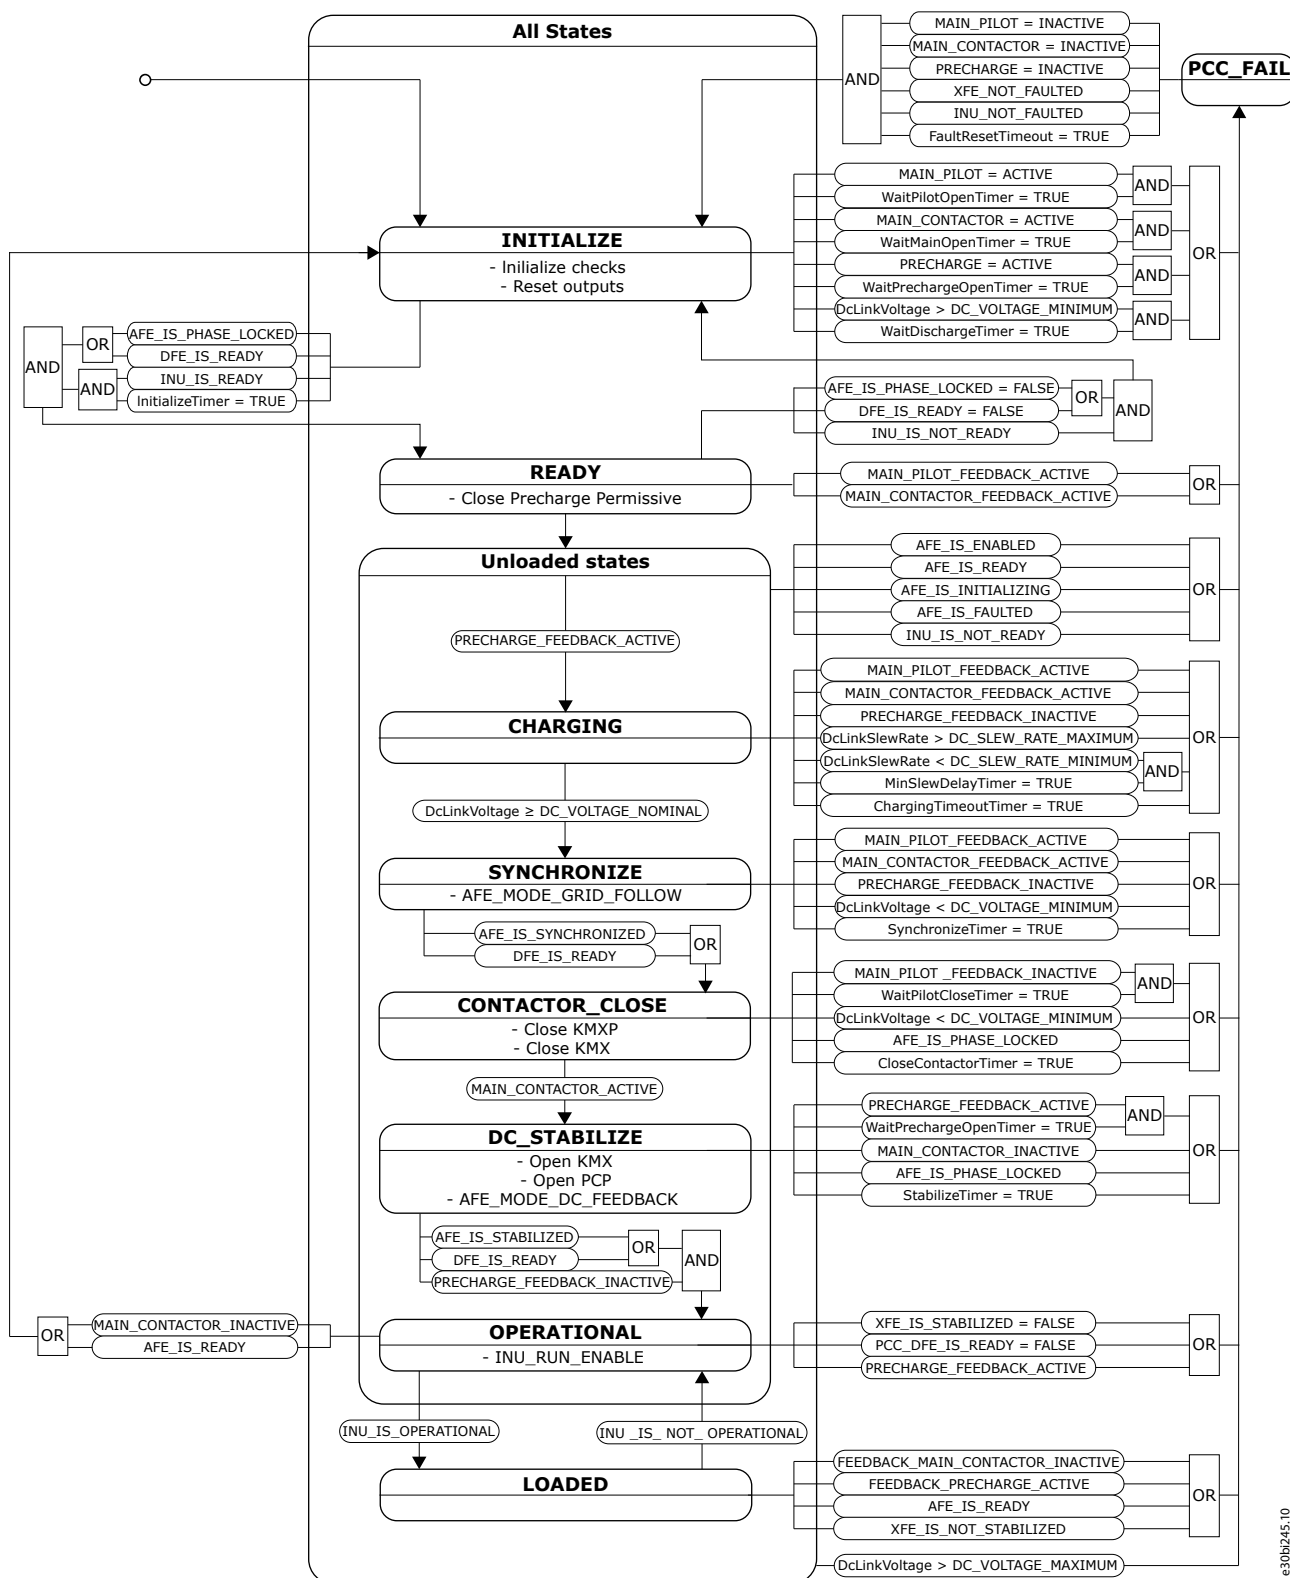 All States
MAIN_PILOT = INACTIVE
MAIN_CONTACTOR = INACTIVE
PRECHARGE = INACTIVE
XFE_NOT_FAULTED
INU_NOT_FAULTED
FaultResetTimeout = TRUE
AND
PCC_FAIL
INITIALIZE
- Inilialize checks
- Reset outputs
MAIN_PILOT = ACTIVE
WaitPilotOpenTimer = TRUE
AND
MAIN_CONTACTOR = ACTIVE
WaitMainOpenTimer = TRUE
AND
PRECHARGE = ACTIVE
WaitPrechargeOpenTimer = TRUE
AND
DcLinkVoltage > DC_VOLTAGE_MINIMUM
WaitDischargeTimer = TRUE
AND
OR
AND
OR
AFE_IS_PHASE_LOCKED
DFE_IS_READY
AND
INU_IS_READY
InitializeTimer = TRUE
AFE_IS_PHASE_LOCKED = FALSE
DFE_IS_READY = FALSE
INU_IS_NOT_READY
OR
AND
READY
- Close Precharge Permissive
MAIN_PILOT_FEEDBACK_ACTIVE
MAIN_CONTACTOR_FEEDBACK_ACTIVE
OR
Unloaded states
AFE_IS_ENABLED
AFE_IS_READY
AFE_IS_INITIALIZING
AFE_IS_FAULTED
INU_IS_NOT_READY
OR
PRECHARGE_FEEDBACK_ACTIVE
CHARGING
MAIN_PILOT_FEEDBACK_ACTIVE
MAIN_CONTACTOR_FEEDBACK_ACTIVE
PRECHARGE_FEEDBACK_INACTIVE
DcLinkSlewRate > DC_SLEW_RATE_MAXIMUM
DcLinkSlewRate < DC_SLEW_RATE_MINIMUM
MinSlewDelayTimer = TRUE
ChargingTimeoutTimer = TRUE
AND
OR
DcLinkVoltage ≥ DC_VOLTAGE_NOMINAL
SYNCHRONIZE
- AFE_MODE_GRID_FOLLOW
MAIN_PILOT_FEEDBACK_ACTIVE
MAIN_CONTACTOR_FEEDBACK_ACTIVE
PRECHARGE_FEEDBACK_INACTIVE
DcLinkVoltage < DC_VOLTAGE_MINIMUM
SynchronizeTimer = TRUE
OR
AFE_IS_SYNCHRONIZED
DFE_IS_READY
OR
CONTACTOR_CLOSE
- Close KMXP
- Close KMX
MAIN_PILOT _FEEDBACK_INACTIVE
WaitPilotCloseTimer = TRUE
DcLinkVoltage < DC_VOLTAGE_MINIMUM
AFE_IS_PHASE_LOCKED
CloseContactorTimer = TRUE
AND
OR
MAIN_CONTACTOR_ACTIVE
DC_STABILIZE
- Open KMX
- Open PCP
- AFE_MODE_DC_FEEDBACK
PRECHARGE_FEEDBACK_ACTIVE
WaitPrechargeOpenTimer = TRUE
MAIN_CONTACTOR_INACTIVE
AFE_IS_PHASE_LOCKED
StabilizeTimer = TRUE
AND
OR
AFE_IS_STABILIZED
DFE_IS_READY
PRECHARGE_FEEDBACK_INACTIVE
OR
AND
OR
MAIN_CONTACTOR_INACTIVE
AFE_IS_READY
OPERATIONAL
- INU_RUN_ENABLE
XFE_IS_STABILIZED = FALSE
PCC_DFE_IS_READY = FALSE
PRECHARGE_FEEDBACK_ACTIVE
OR
INU_IS_OPERATIONAL
INU _IS_ NOT_ OPERATIONAL
LOADED
FEEDBACK_MAIN_CONTACTOR_INACTIVE
FEEDBACK_PRECHARGE_ACTIVE
AFE_IS_READY
XFE_IS_NOT_STABILIZED
OR
DcLinkVoltage > DC_VOLTAGE_MAXIMUM
e30bi245.10